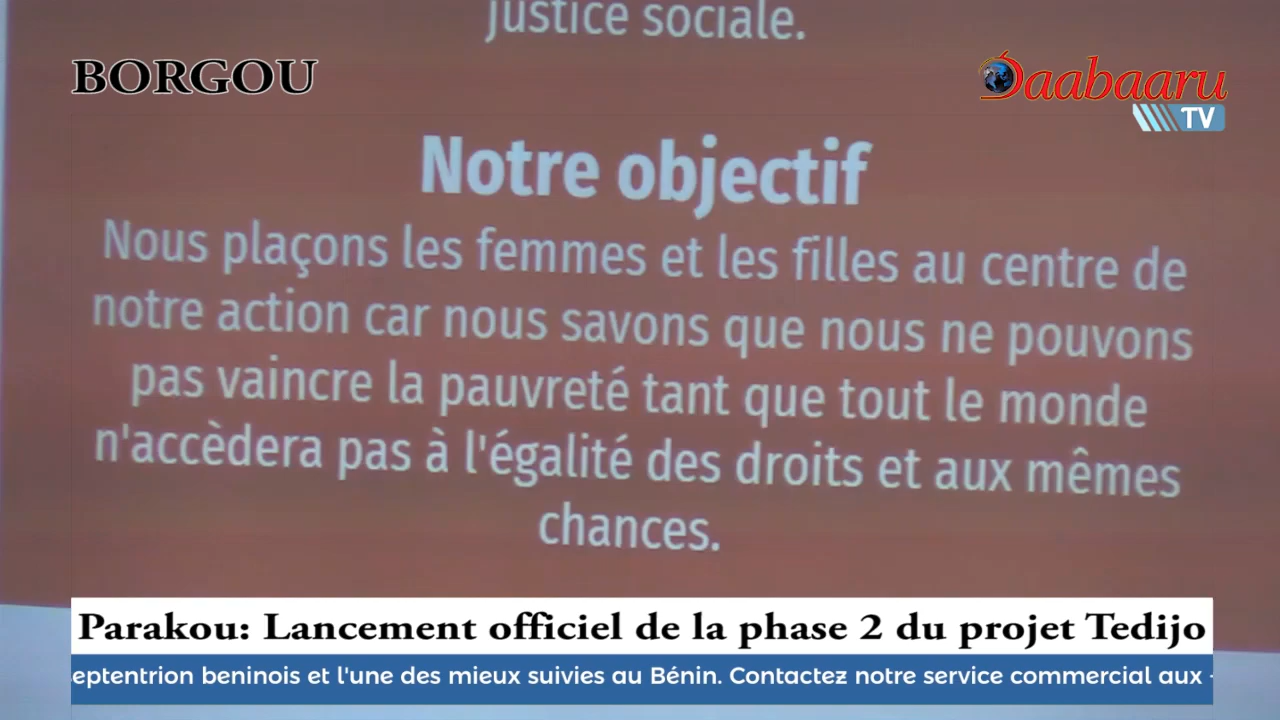 justice sociale.
BORGOU
Daabaaru
TV
Notre objectif
Nous plaçons les femmes et les filles au centre de
notre action car nous savons que nous ne pouvons
pas vaincre la pauvreté tant que tout le monde
n'accèdera pas à l'égalité des droits et aux mêmes
chances.
Parakou: Lancement officiel de la phase 2 du projet Tedijo
eptentrion beninois et l'une des mieux suivies au Bénin. Contactez notre service commercial aux